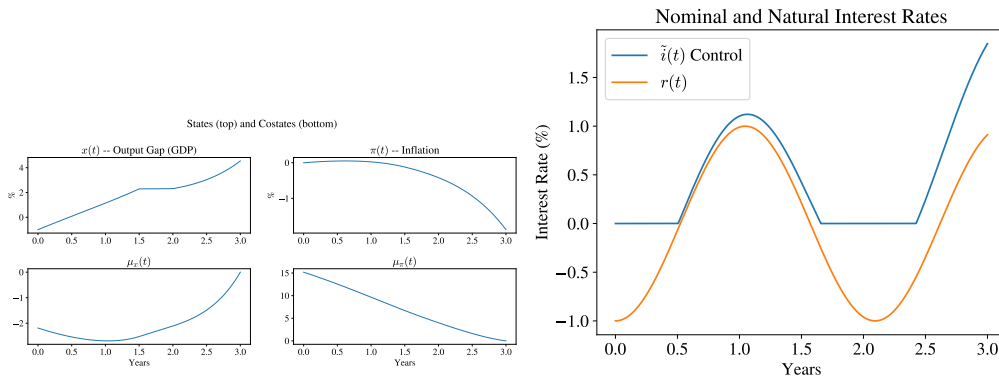 States (top) and Costates (bottom)
x(t) -- Output Gap (GDP)
%
4
2
0
0.0 0.5 1.0 1.5 2.0 2.5 3.0
π(t) -- Inflation
%
0
−1
0.0 0.5 1.0 1.5 2.0 2.5 3.0
μₓ(t)
0
−1
−2
0.0 0.5 1.0 1.5 2.0 2.5 3.0
Years
μ_π(t)
15
10
5
0
0.0 0.5 1.0 1.5 2.0 2.5 3.0
Years
Nominal and Natural Interest Rates
ĩ(t) Control
r(t)
Interest Rate (%)
1.5
1.0
0.5
0.0
−0.5
−1.0
0.0 0.5 1.0 1.5 2.0 2.5 3.0
Years